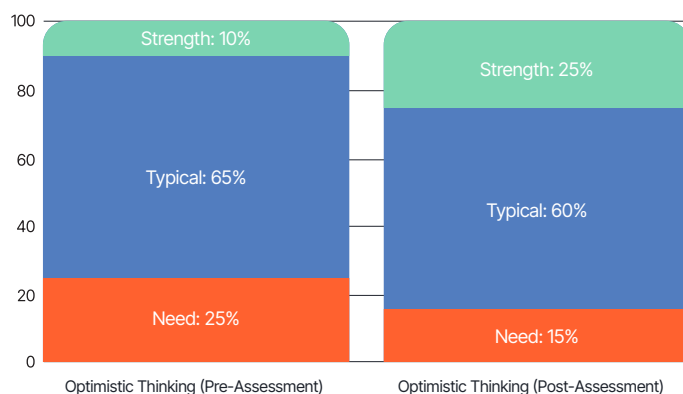 100
80
60
40
20
0
Strength: 10%
Typical: 65%
Need: 25%
Strength: 25%
Typical: 60%
Need: 15%
Optimistic Thinking (Pre-Assessment)
Optimistic Thinking (Post-Assessment)